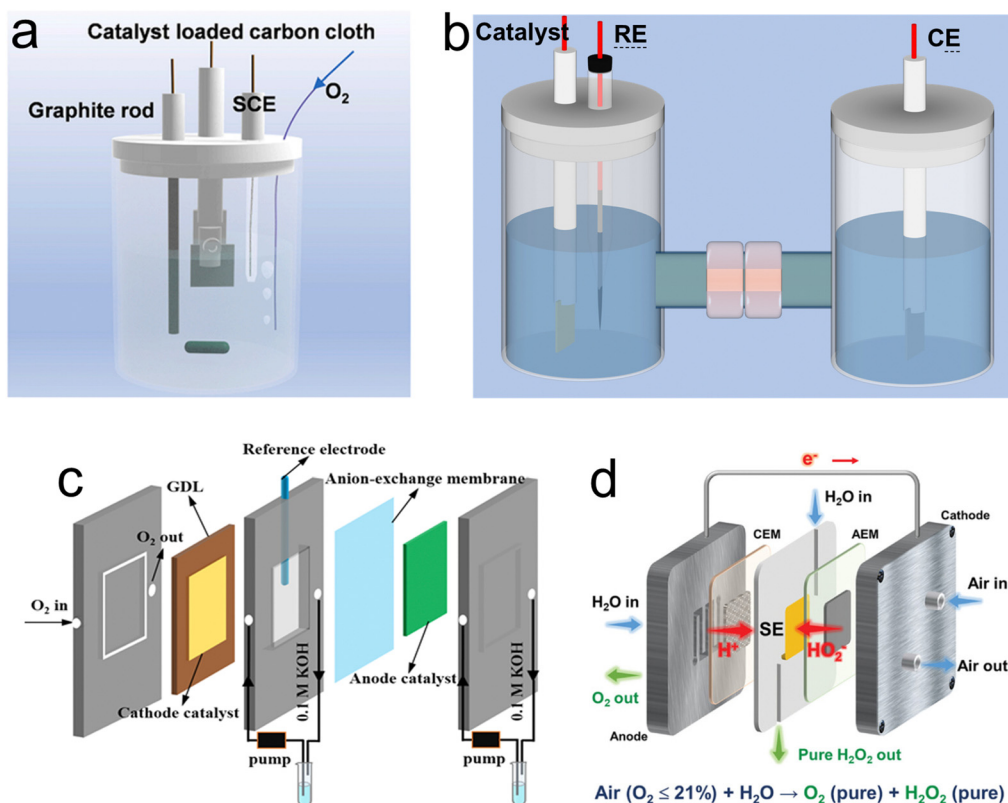 a
Catalyst loaded carbon cloth
Graphite rod
SCE
O2
b
Catalyst
RE
CE
c
Reference electrode
GDL
Anion-exchange membrane
O2 out
O2 in
Cathode catalyst
0.1 M KOH
Anode catalyst
0.1 M KOH
pump
pump
d
e-
H2O in
Cathode
CEM
AEM
H2O in
Air in
SE
H+
HO2-
Air out
O2 out
Anode
Pure H2O2 out
Air (O2 ≤ 21%) + H2O → O2 (pure) + H2O2 (pure)